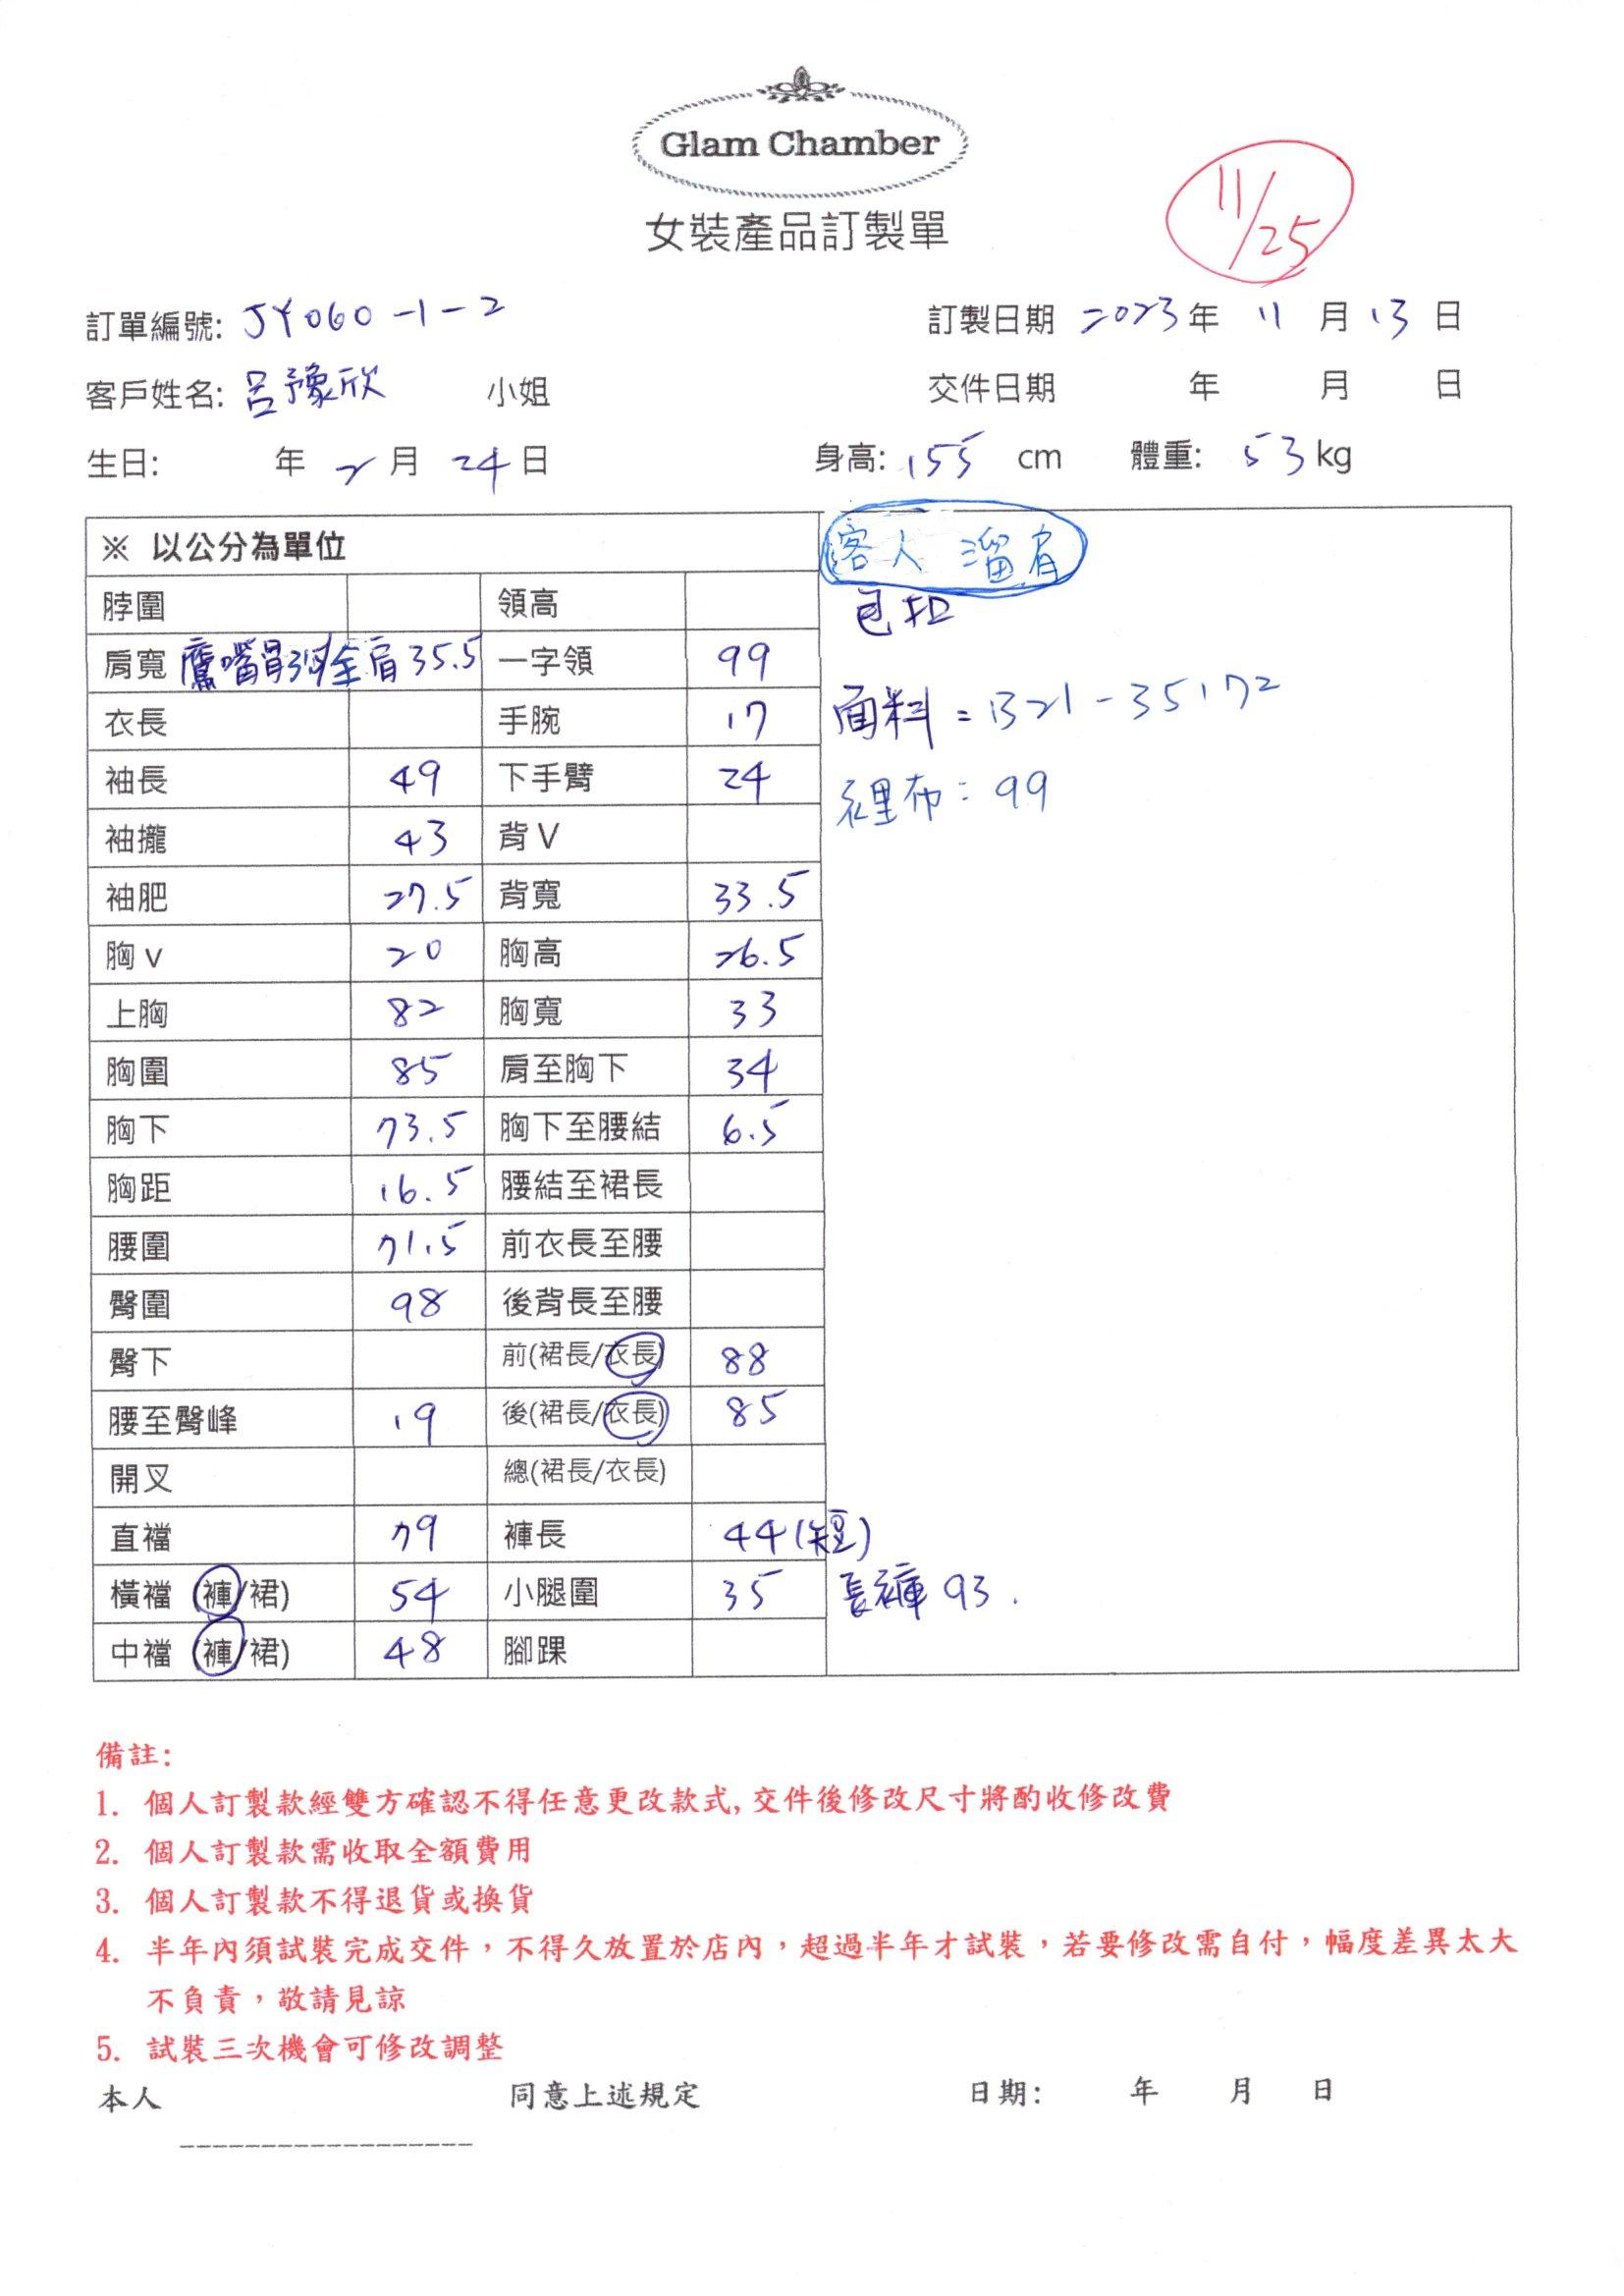 Glam Chamber
女裝產品訂製單
11/25
訂單編號: JY060-1-2 訂製日期 2023年 11月13日
客戶姓名: 呂豫欣 小姐 交件日期 年 月 日
生日: 年 2月 24日 身高: 155 cm 體重: 53 kg
※ 以公分為單位 客人 溜肩
脖圍 領高 包扣
肩寬 鷹嘴肩 全肩 35.5 一字領 99
衣長 手腕 17 面料 = B21-35172
袖長 49 下手臂 24 裡布: 99
袖攏 43 背V
袖肥 27.5 背寬 33.5
胸v 20 胸高 26.5
上胸 82 胸寬 33
胸圍 85 肩至胸下 34
胸下 73.5 胸下至腰結 6.5
胸距 16.5 腰結至裙長
腰圍 71.5 前衣長至腰
臀圍 98 後背長至腰
臀下 前(裙長/衣長) 88
腰至臀峰 19 後(裙長/衣長) 85
開叉 總(裙長/衣長)
直襠 79 褲長 44(短)
橫襠 (褲/裙) 54 小腿圍 35 長褲 93.
中襠 (褲/裙) 48 腳踝
備註:
1. 個人訂製款經雙方確認不得任意更改款式, 交件後修改尺寸將酌收修改費
2. 個人訂製款需收取全額費用
3. 個人訂製款不得退貨或換貨
4. 半年內須試裝完成交件，不得久放置於店內，超過半年才試裝，若要修改需自付，幅度差異太大
不負責，敬請見諒
5. 試裝三次機會可修改調整
本人 同意上述規定 日期: 年 月 日